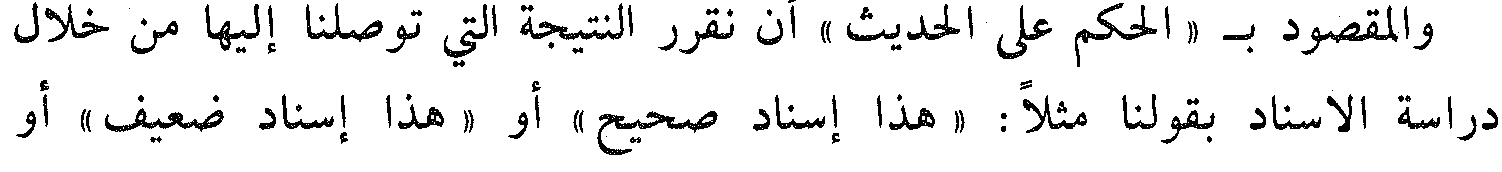 والمقصود بـ « الحكم على الحديث » أن نقرر النتيجة التي توصلنا إليها من خلال
دراسة الاسناد بقولنا مثلاً : « هذا إسناد صحيح » أو « هذا إسناد ضعيف » أو